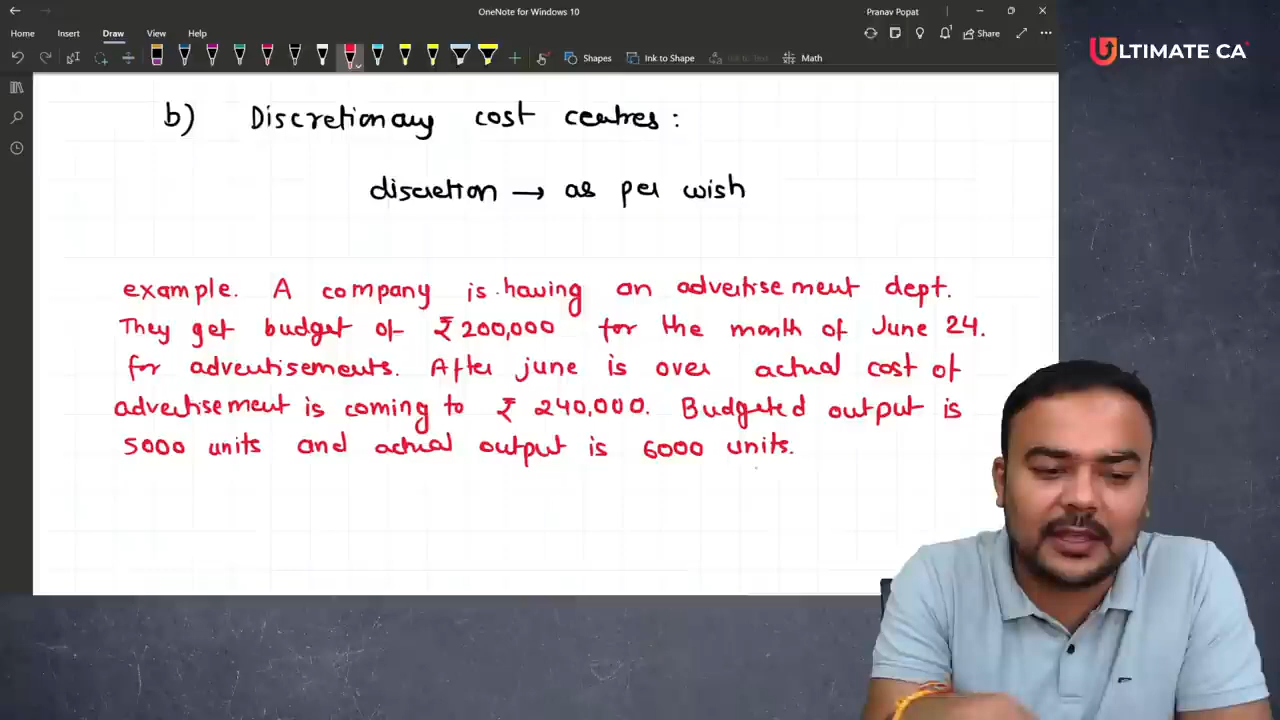 OneNote for Windows 10
Pranav Popat
Home Insert Draw View Help
Share
Shapes
Ink to Shape
Ink to Text
Math
ULTIMATE CA
b) Discretionary cost centres :
discretion → as per wish
example. A company is having an advertisement dept.
They get budget of ₹200,000 for the month of June 24.
for advertisements. After june is over actual cost of
advertisement is coming to ₹ 240,000. Budgeted output is
5000 units and actual output is 6000 units.